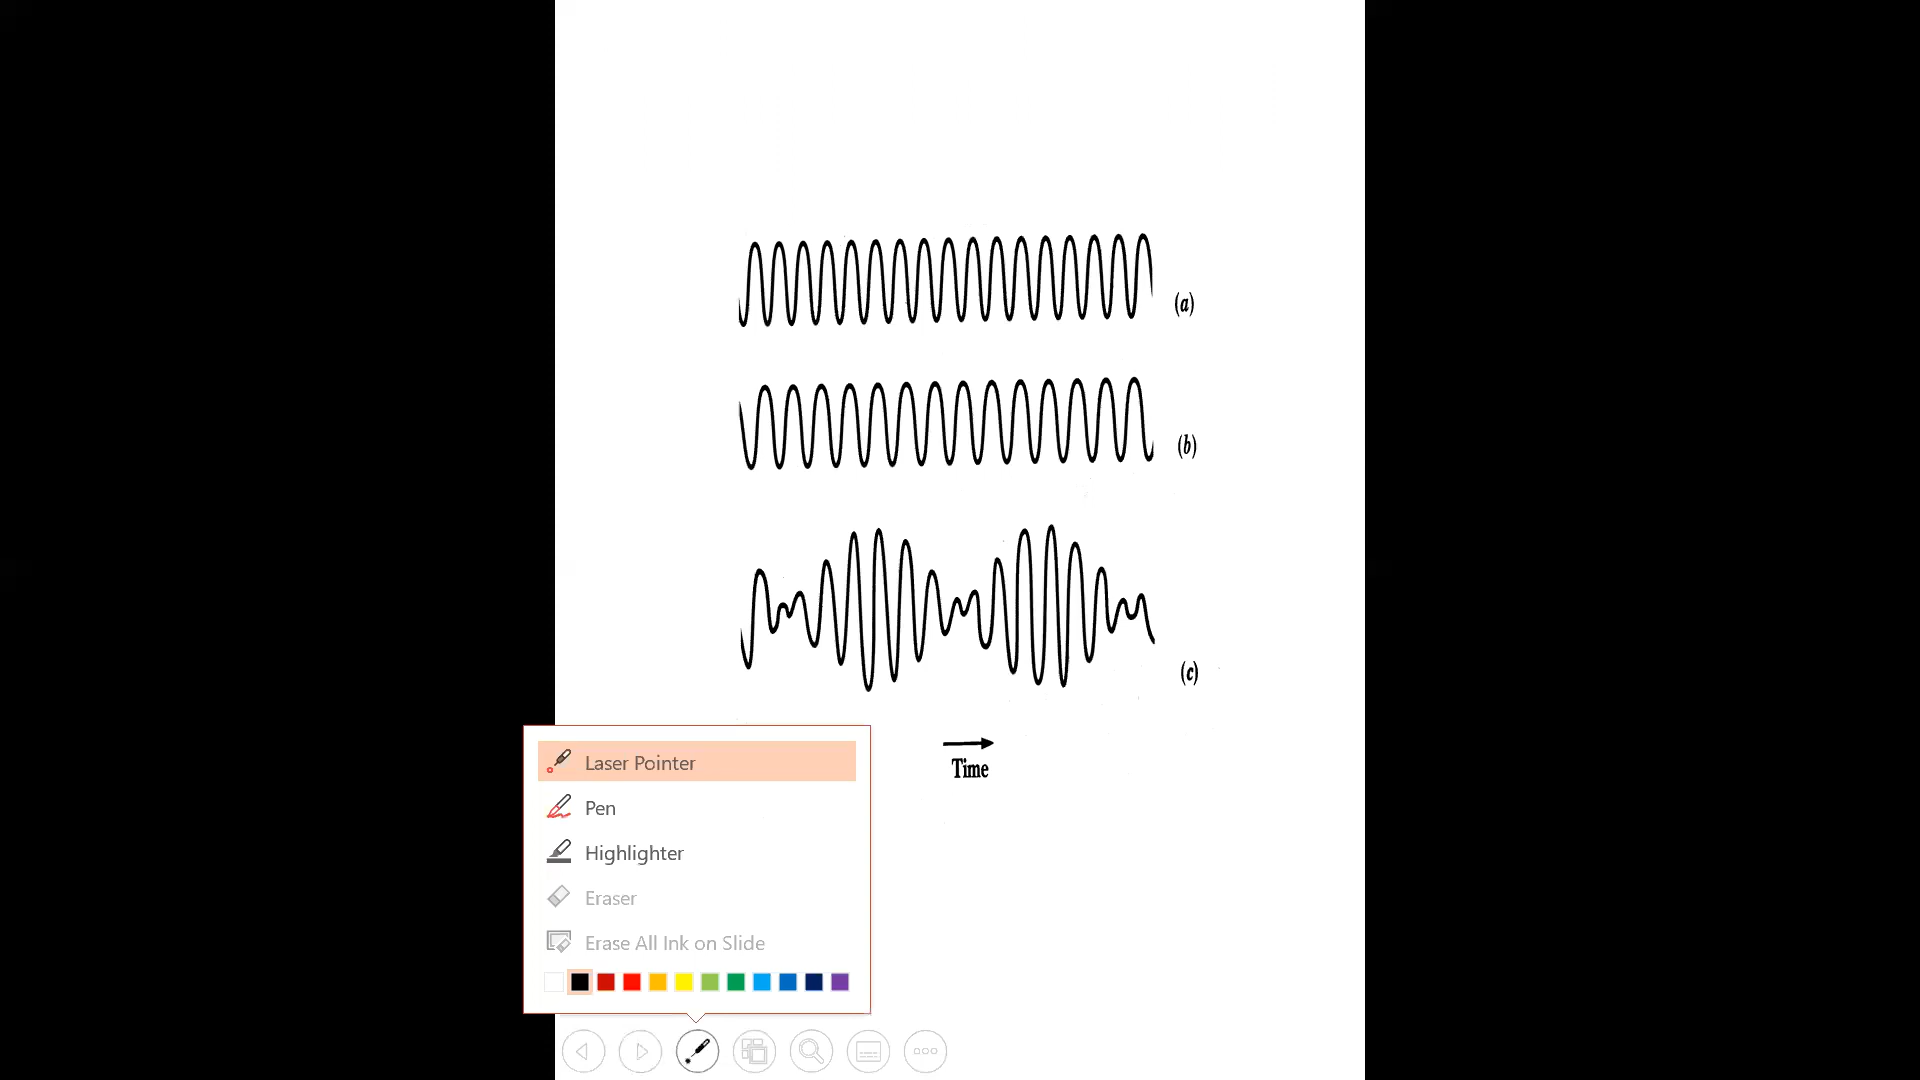 (a)
(b)
(c)
Time
Laser Pointer
Pen
Highlighter
Eraser
Erase All Ink on Slide